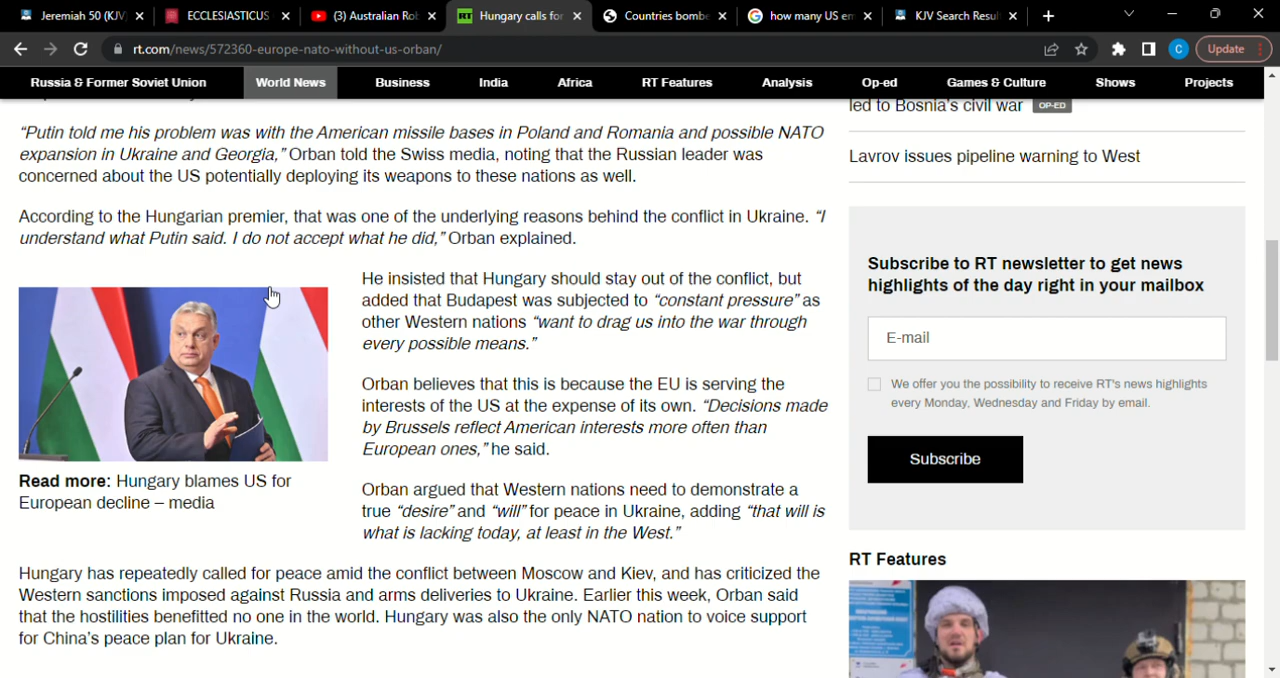 Jeremiah 50 (KJV)
ECCLESIASTICUS
(3) Australian Ro
RT
Hungary calls for
Countries bombe
how many US em
KJV Search Resul
rt.com/news/572360-europe-nato-without-us-orban/
C
Update
Russia & Former Soviet Union
World News
Business
India
Africa
RT Features
Analysis
Op-ed
Games & Culture
Shows
Projects
“Putin told me his problem was with the American missile bases in Poland and Romania and possible NATO
expansion in Ukraine and Georgia,” Orban told the Swiss media, noting that the Russian leader was
concerned about the US potentially deploying its weapons to these nations as well.
According to the Hungarian premier, that was one of the underlying reasons behind the conflict in Ukraine. “I
understand what Putin said. I do not accept what he did,” Orban explained.
He insisted that Hungary should stay out of the conflict, but
added that Budapest was subjected to “constant pressure” as
other Western nations “want to drag us into the war through
every possible means.”
Orban believes that this is because the EU is serving the
interests of the US at the expense of its own. “Decisions made
by Brussels reflect American interests more often than
European ones,” he said.
Read more: Hungary blames US for
European decline – media
Orban argued that Western nations need to demonstrate a
true “desire” and “will” for peace in Ukraine, adding “that will is
what is lacking today, at least in the West.”
Hungary has repeatedly called for peace amid the conflict between Moscow and Kiev, and has criticized the
Western sanctions imposed against Russia and arms deliveries to Ukraine. Earlier this week, Orban said
that the hostilities benefitted no one in the world. Hungary was also the only NATO nation to voice support
for China’s peace plan for Ukraine.
led to Bosnia’s civil war OP-ED
Lavrov issues pipeline warning to West
Subscribe to RT newsletter to get news
highlights of the day right in your mailbox
E-mail
We offer you the possibility to receive RT's news highlights
every Monday, Wednesday and Friday by email.
Subscribe
RT Features